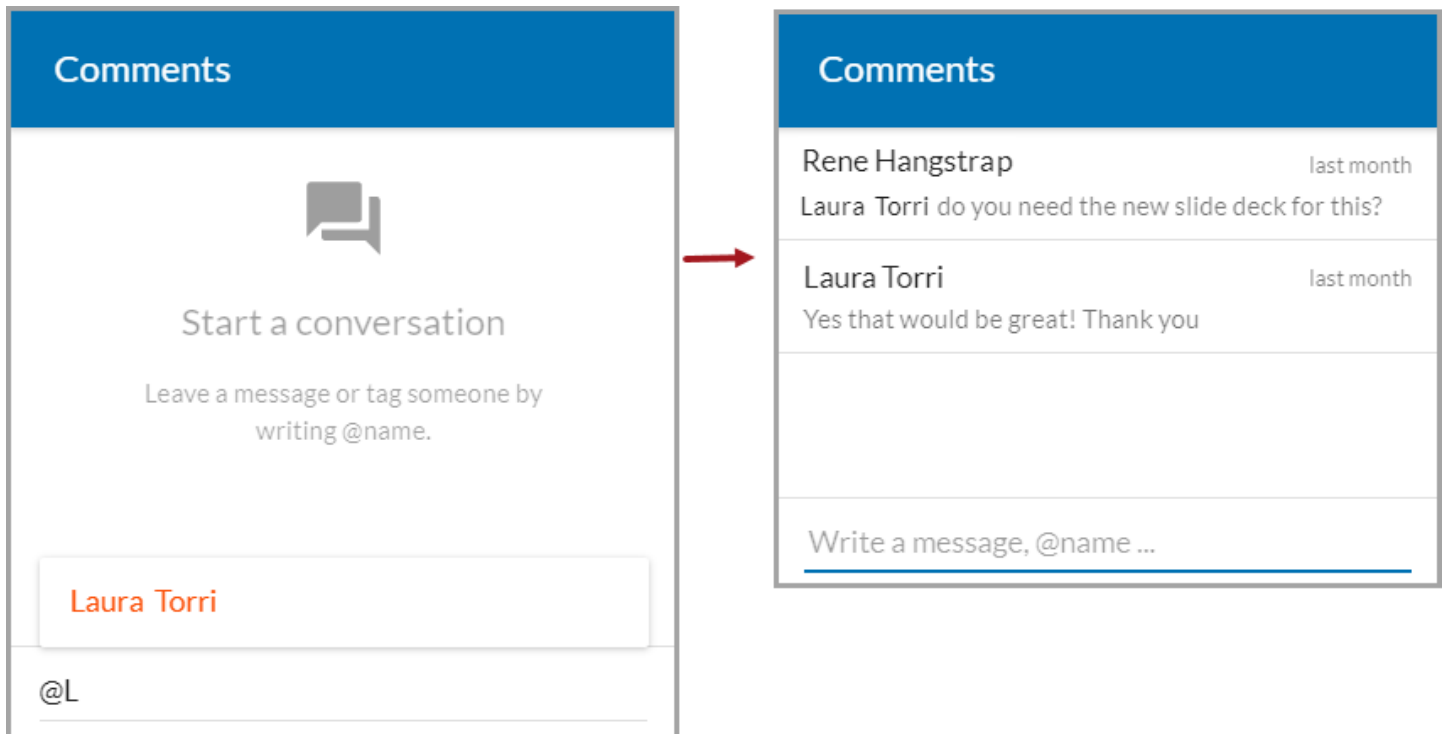 Comments
Start a conversation
Leave a message or tag someone by
writing @name.
Laura Torri
@L
Comments
Rene Hangstrap last month
Laura Torri do you need the new slide deck for this?
Laura Torri last month
Yes that would be great! Thank you
Write a message, @name ...